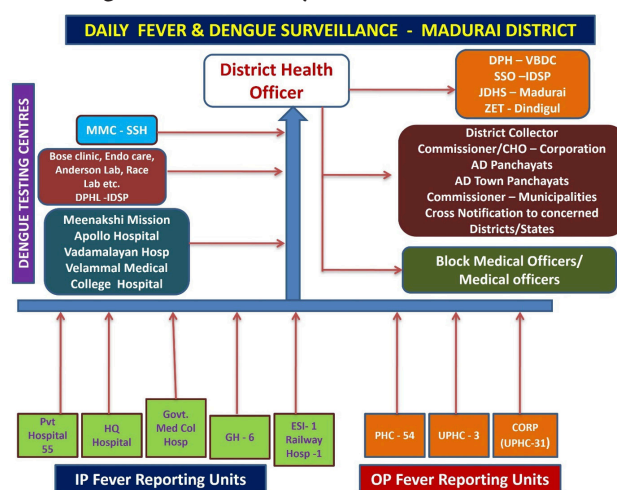 DAILY FEVER & DENGUE SURVEILLANCE - MADURAI DISTRICT
District Health
Officer
DPH – VBDC
SSO –IDSP
JDHS – Madurai
ZET - Dindigul
DENGUE TESTING CENTRES
MMC - SSH
Bose clinic, Endo care,
Anderson Lab, Race
Lab etc.
DPHL -IDSP
Meenakshi Mission
Apollo Hospital
Vadamalayan Hosp
Velammal Medical
College Hospital
District Collector
Commissioner/CHO – Corporation
AD Panchayats
AD Town Panchayats
Commissioner – Municipalities
Cross Notification to concerned
Districts/States
Block Medical Officers/
Medical officers
Pvt
Hospital
55
HQ
Hospital
Govt.
Med Col
Hosp
GH - 6
ESI- 1
Railway
Hosp -1
PHC - 54
UPHC - 3
CORP
(UPHC-31)
IP Fever Reporting Units
OP Fever Reporting Units